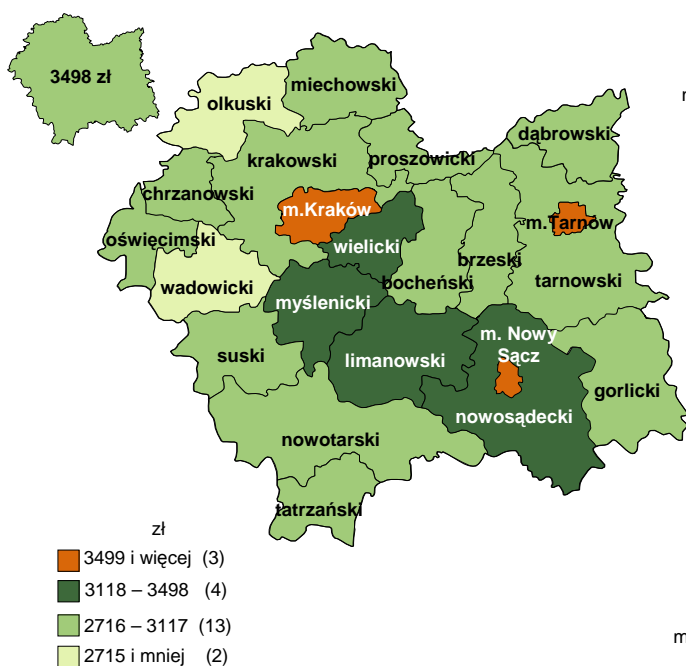 3498 zł
olkuski
miechowski
dąbrowski
krakowski
proszowicki
chrzanowski
m.Kraków
m.Tarnów
oświęcimski
wielicki
brzeski
wadowicki
myślenicki
bocheński
tarnowski
m. Nowy
Sącz
suski
limanowski
gorlicki
nowosądecki
nowotarski
tatrzański
zł
3499 i więcej (3)
3118 – 3498 (4)
2716 – 3117 (13)
2715 i mniej (2)
m